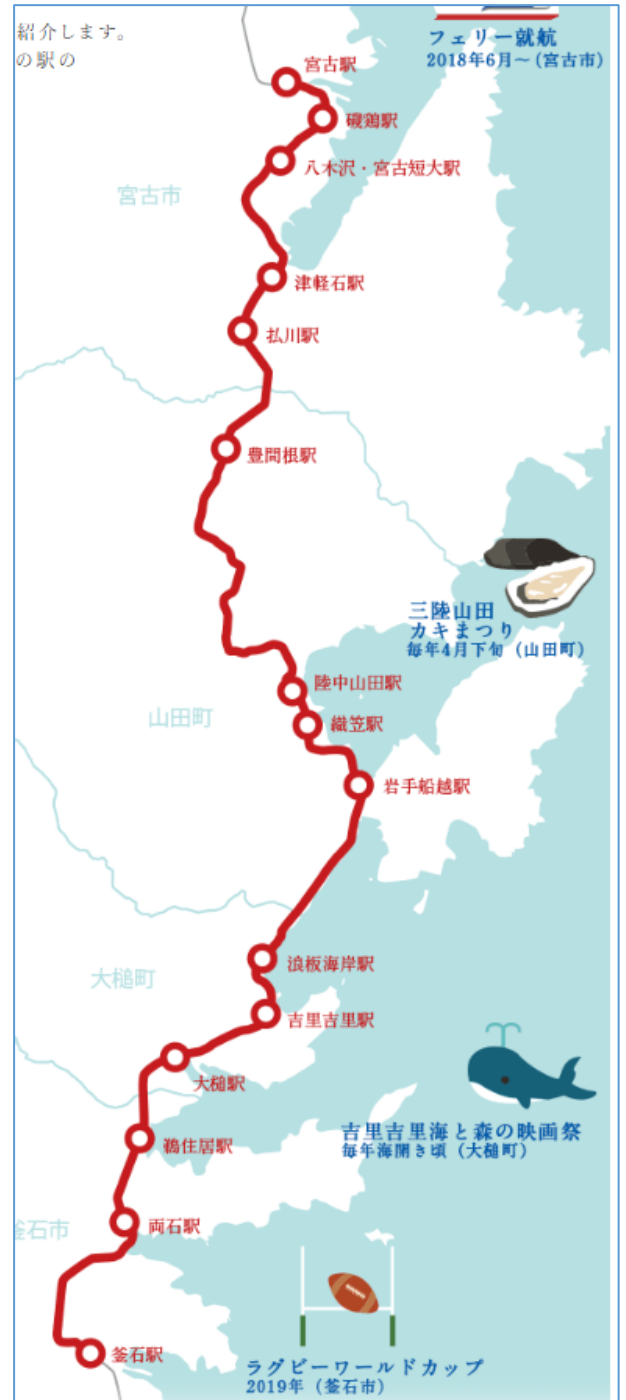 紹介します。
の駅の
フェリー就航
2018年6月～(宮古市)
宮古駅
磯鶏駅
八木沢・宮古短大駅
宮古市
津軽石駅
払川駅
豊間根駅
三陸山田
カキまつり
毎年4月下旬（山田町）
陸中山田駅
山田町
織笠駅
岩手船越駅
浪板海岸駅
大槌町
吉里吉里駅
大槌駅
吉里吉里海と森の映画祭
毎年海開き頃（大槌町）
鵜住居駅
両石駅
釜石市
釜石駅
ラグビーワールドカップ
2019年（釜石市）